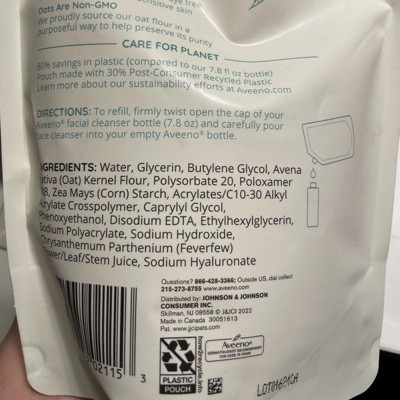 Oats Are Non-GMO
We proudly source our oat flour in a
purposeful way to help preserve its purity
sensitive skin
CARE FOR PLANET
80% savings in plastic (compared to our 7.8 fl oz bottle)
Pouch made with 30% Post-Consumer Recycled Plastic
Learn more about our sustainability efforts at Aveeno.com
DIRECTIONS: To refill, firmly twist open the cap of your
Aveeno® facial cleanser bottle (7.8 oz) and carefully pour
face cleanser into your empty Aveeno® bottle.
INGREDIENTS: Water, Glycerin, Butylene Glycol, Avena
Sativa (Oat) Kernel Flour, Polysorbate 20, Poloxamer
Zea Mays (Corn) Starch, Acrylates/C10-30 Alkyl
Acrylate Crosspolymer, Caprylyl Glycol,
Phenoxyethanol, Disodium EDTA, Ethylhexylglycerin,
Sodium Polyacrylate, Sodium Hydroxide,
Chrysanthemum Parthenium (Feverfew)
Flower/Leaf/Stem Juice, Sodium Hyaluronate
Questions? 866-428-3366; Outside US, dial collect
215-273-8755 www.aveeno.com
Distributed by: JOHNSON & JOHNSON
CONSUMER INC.
Skillman, NJ 08558 © J&JCI 2022
Made in Canada 30051613
Pat. www.jjcipats.com
02115 3
PLASTIC
POUCH
how2recycle.info
Aveeno®
DERMATOLOGIST RECOMMENDED